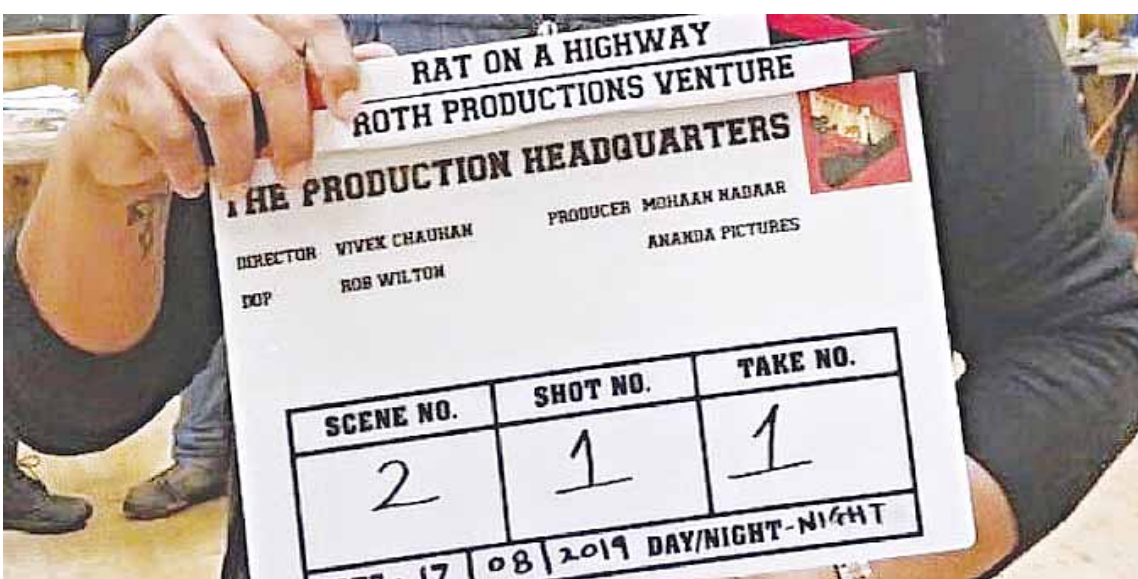 RAT ON A HIGHWAY
ROTH PRODUCTIONS VENTURE
THE PRODUCTION HEADQUARTERS
DIRECTOR VIVEK CHAUHAN PRODUCER MOHAAN NADAAR
DOP ROB WILTON ANANDA PICTURES
SCENE NO. SHOT NO. TAKE NO.
2 1 1
17 08 2019 DAY/NIGHT-NIGHT